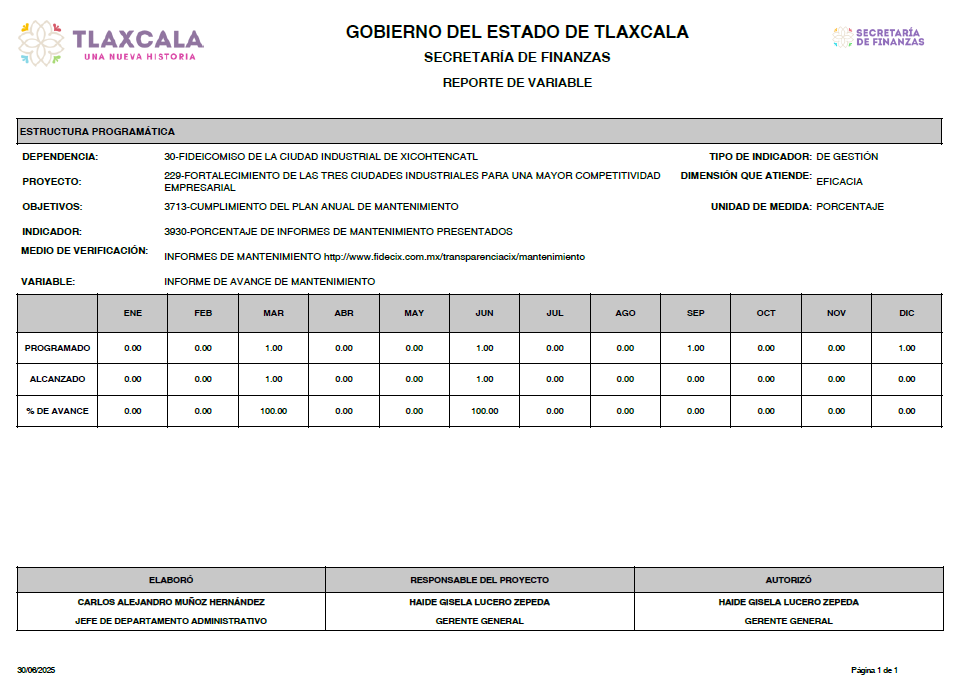 TLAXCALA
UNA NUEVA HISTORIA
GOBIERNO DEL ESTADO DE TLAXCALA
SECRETARÍA DE FINANZAS
REPORTE DE VARIABLE
SECRETARÍA
DE FINANZAS
ESTRUCTURA PROGRAMÁTICA
DEPENDENCIA: 30-FIDEICOMISO DE LA CIUDAD INDUSTRIAL DE XICOHTENCATL TIPO DE INDICADOR: DE GESTIÓN
PROYECTO: 229-FORTALECIMIENTO DE LAS TRES CIUDADES INDUSTRIALES PARA UNA MAYOR COMPETITIVIDAD
EMPRESARIAL
DIMENSIÓN QUE ATIENDE: EFICACIA
OBJETIVOS: 3713-CUMPLIMIENTO DEL PLAN ANUAL DE MANTENIMIENTO UNIDAD DE MEDIDA: PORCENTAJE
INDICADOR: 3930-PORCENTAJE DE INFORMES DE MANTENIMIENTO PRESENTADOS
MEDIO DE VERIFICACIÓN: INFORMES DE MANTENIMIENTO http://www.fidecix.com.mx/transparenciacix/mantenimiento
VARIABLE: INFORME DE AVANCE DE MANTENIMIENTO
ENE FEB MAR ABR MAY JUN JUL AGO SEP OCT NOV DIC
PROGRAMADO 0.00 0.00 1.00 0.00 0.00 1.00 0.00 0.00 1.00 0.00 0.00 1.00
ALCANZADO 0.00 0.00 1.00 0.00 0.00 1.00 0.00 0.00 0.00 0.00 0.00 0.00
% DE AVANCE 0.00 0.00 100.00 0.00 0.00 100.00 0.00 0.00 0.00 0.00 0.00 0.00
ELABORÓ RESPONSABLE DEL PROYECTO AUTORIZÓ
CARLOS ALEJANDRO MUÑOZ HERNÁNDEZ HAIDE GISELA LUCERO ZEPEDA HAIDE GISELA LUCERO ZEPEDA
JEFE DE DEPARTAMENTO ADMINISTRATIVO GERENTE GENERAL GERENTE GENERAL
30/06/2025 Página 1 de 1